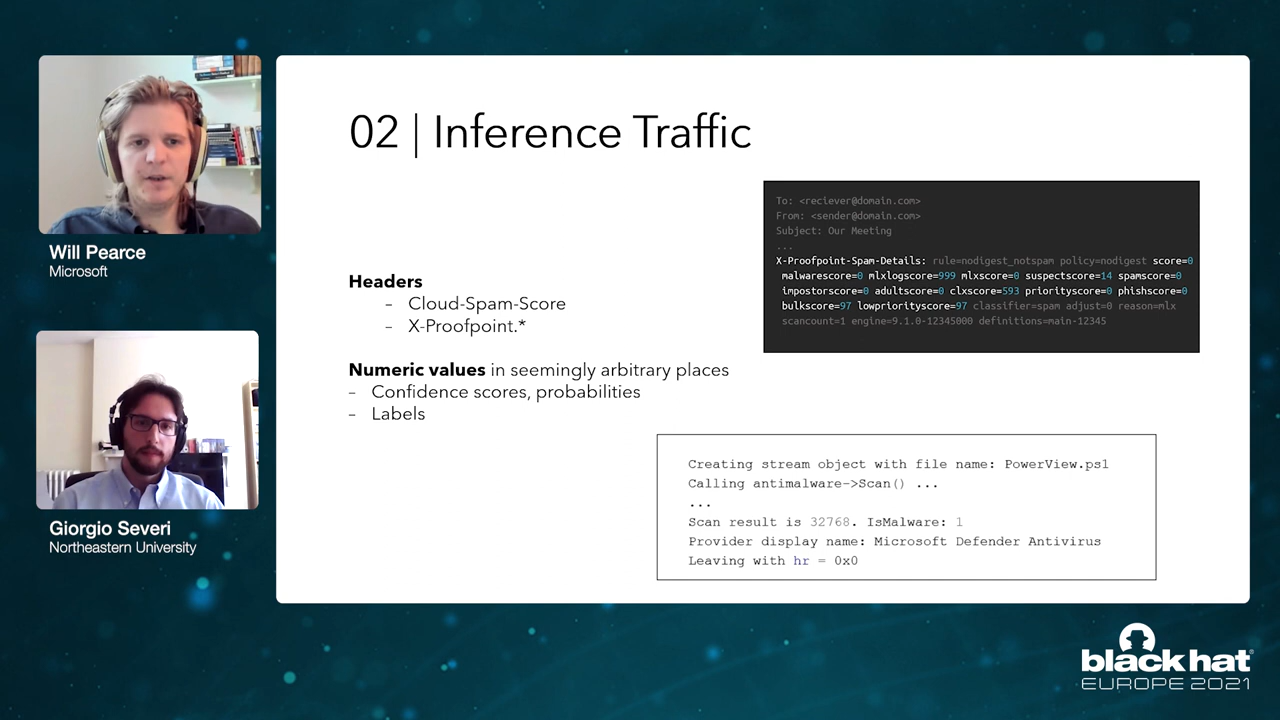 Will Pearce
Microsoft
Giorgio Severi
Northeastern University
02 | Inference Traffic
Headers
– Cloud-Spam-Score
– X-Proofpoint.*
Numeric values in seemingly arbitrary places
– Confidence scores, probabilities
– Labels
To: <reciever@domain.com>
From: <sender@domain.com>
Subject: Our Meeting
...
X-Proofpoint-Spam-Details: rule=nodigest_notspam policy=nodigest score=0
malwarescore=0 mlxlogscore=999 mlxscore=0 suspectscore=14 spamscore=0
impostorscore=0 adultscore=0 clxscore=593 priorityscore=0 phishscore=0
bulkscore=97 lowpriorityscore=97 classifier=spam adjust=0 reason=mlx
scancount=1 engine=9.1.0-12345000 definitions=main-12345
Creating stream object with file name: PowerView.ps1
Calling antimalware->Scan() ...
...
Scan result is 32768. IsMalware: 1
Provider display name: Microsoft Defender Antivirus
Leaving with hr = 0x0
black hat
EUROPE 2021